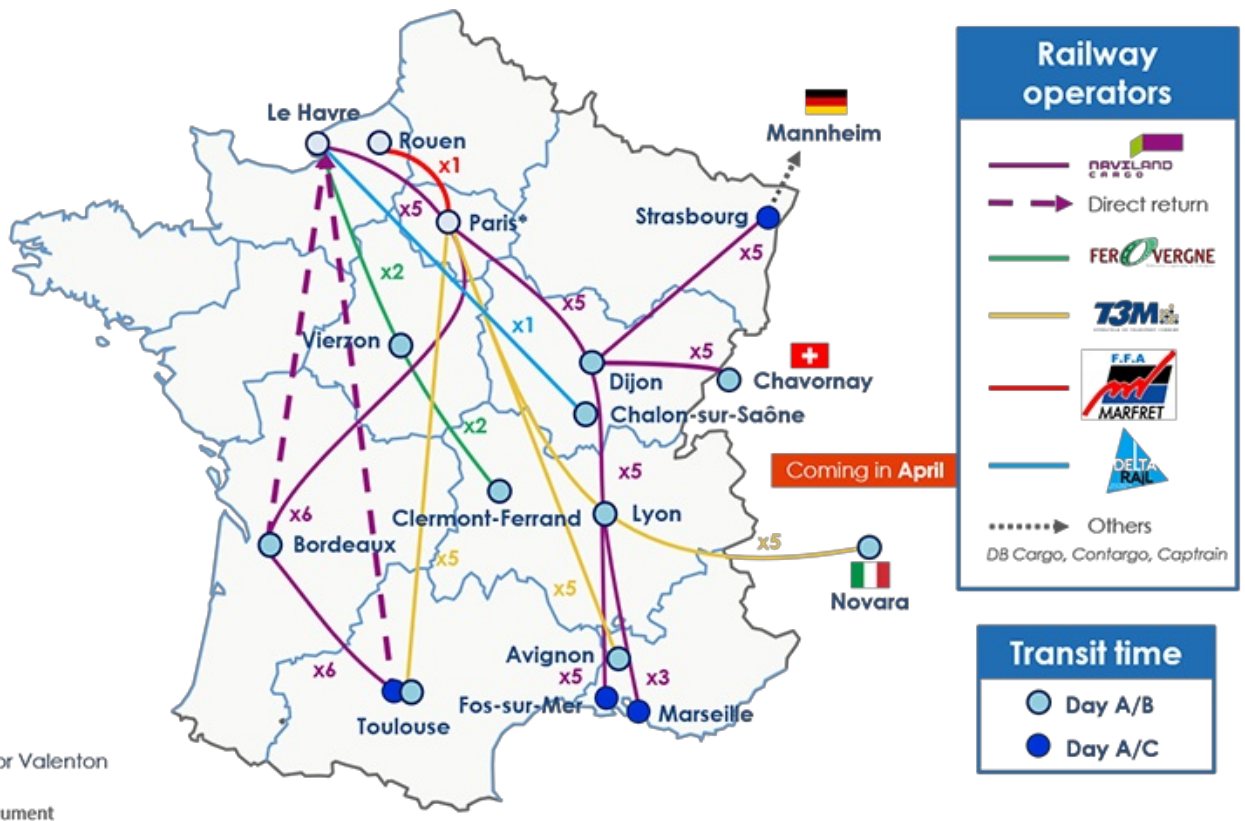 Le Havre
Rouen
x1
x5
Paris*
Mannheim
Strasbourg
x5
x2
x5
x1
Vierzon
x5
Dijon
Chavornay
Chalon-sur-Saône
x2
x5
Clermont-Ferrand
Lyon
x6
Bordeaux
x5
x5
x5
Novara
Avignon
x6
x5
x3
Fos-sur-Mer
Marseille
Toulouse
or Valenton
ument
Railway
operators
NAVILAND
CARGO
Direct return
FEROVERGNE
T3M
F.F.A
MARFRET
DELTA
RAIL
Coming in April
Others
DB Cargo, Contargo, Captrain
Transit time
Day A/B
Day A/C